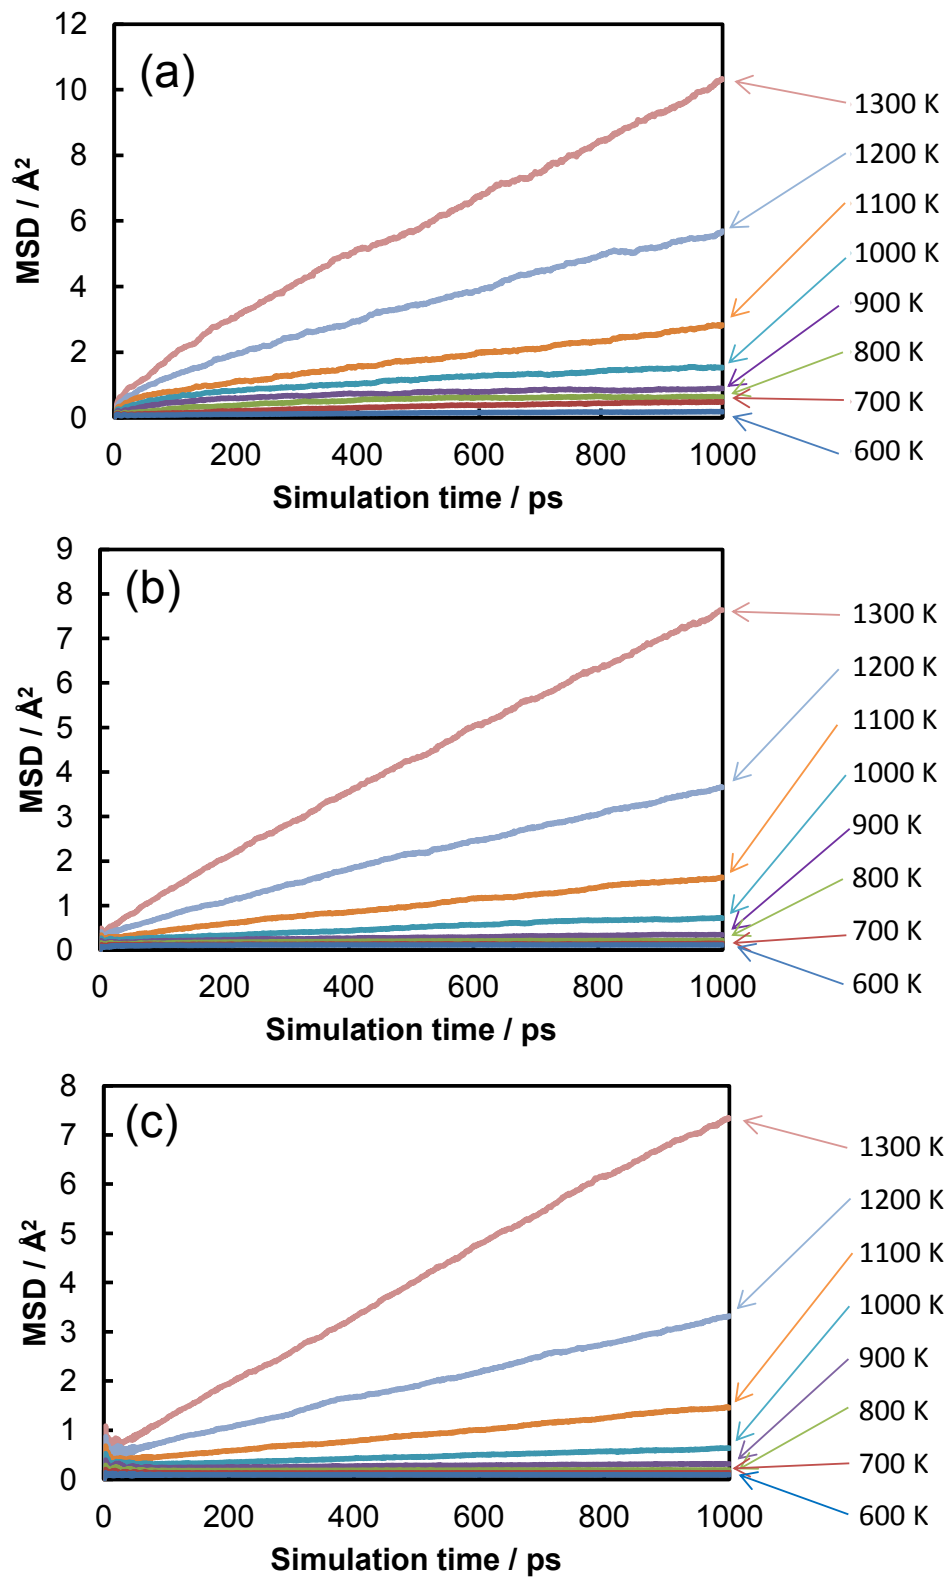 (a)
MSD / Å²
12
10
8
6
4
2
0
0 200 400 600 800 1000
Simulation time / ps
1300 K
1200 K
1100 K
1000 K
900 K
800 K
700 K
600 K
(b)
MSD / Å²
9
8
7
6
5
4
3
2
1
0
0 200 400 600 800 1000
Simulation time / ps
1300 K
1200 K
1100 K
1000 K
900 K
800 K
700 K
600 K
(c)
MSD / Å²
8
7
6
5
4
3
2
1
0
0 200 400 600 800 1000
Simulation time / ps
1300 K
1200 K
1100 K
1000 K
900 K
800 K
700 K
600 K